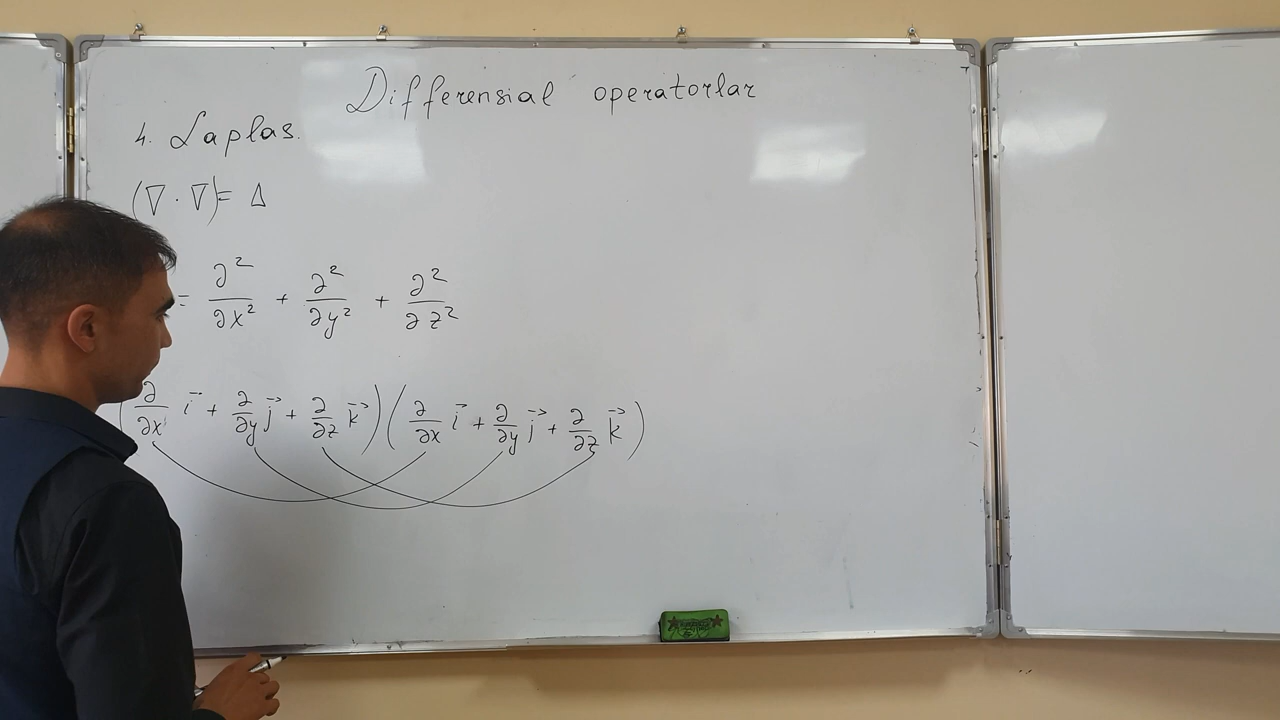 Differensial operatorlar
4. Laplas.
(∇ · ∇) = Δ
= ∂²/∂x² + ∂²/∂y² + ∂²/∂z²
(∂/∂x i⃗ + ∂/∂y j⃗ + ∂/∂z k⃗)(∂/∂x i⃗ + ∂/∂y j⃗ + ∂/∂z k⃗)